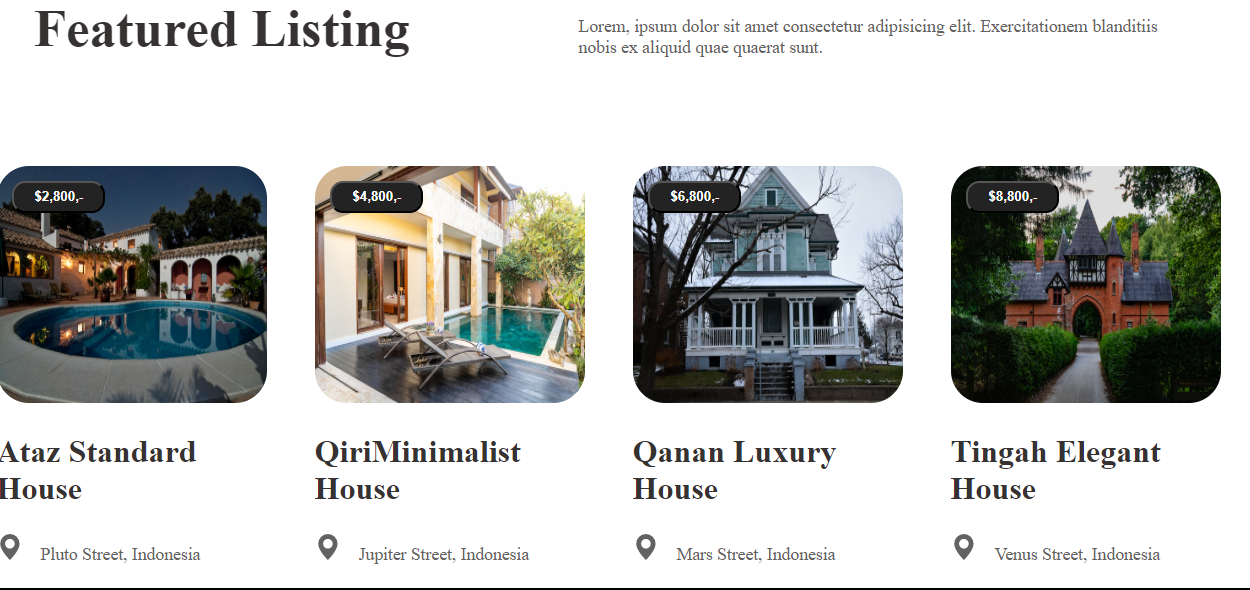 Featured Listing
Lorem, ipsum dolor sit amet consectetur adipisicing elit. Exercitationem blanditiis
nobis ex aliquid quae quaerat sunt.
$2,800,-
$4,800,-
$6,800,-
$8,800,-
Ataz Standard
House
Pluto Street, Indonesia
QiriMinimalist
House
Jupiter Street, Indonesia
Qanan Luxury
House
Mars Street, Indonesia
Tingah Elegant
House
Venus Street, Indonesia